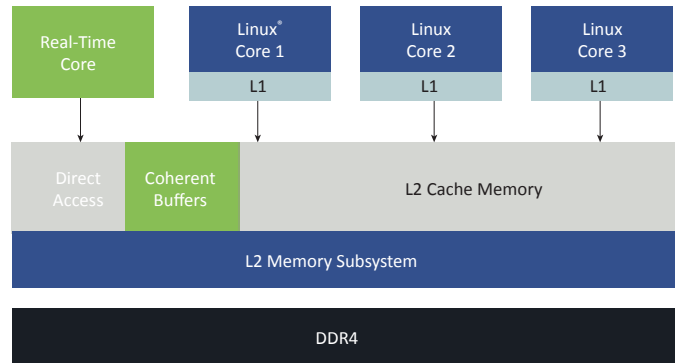 Real-Time
Core
Linux®
Core 1
Linux
Core 2
Linux
Core 3
L1
L1
L1
Direct
Access
Coherent
Buffers
L2 Cache Memory
L2 Memory Subsystem
DDR4